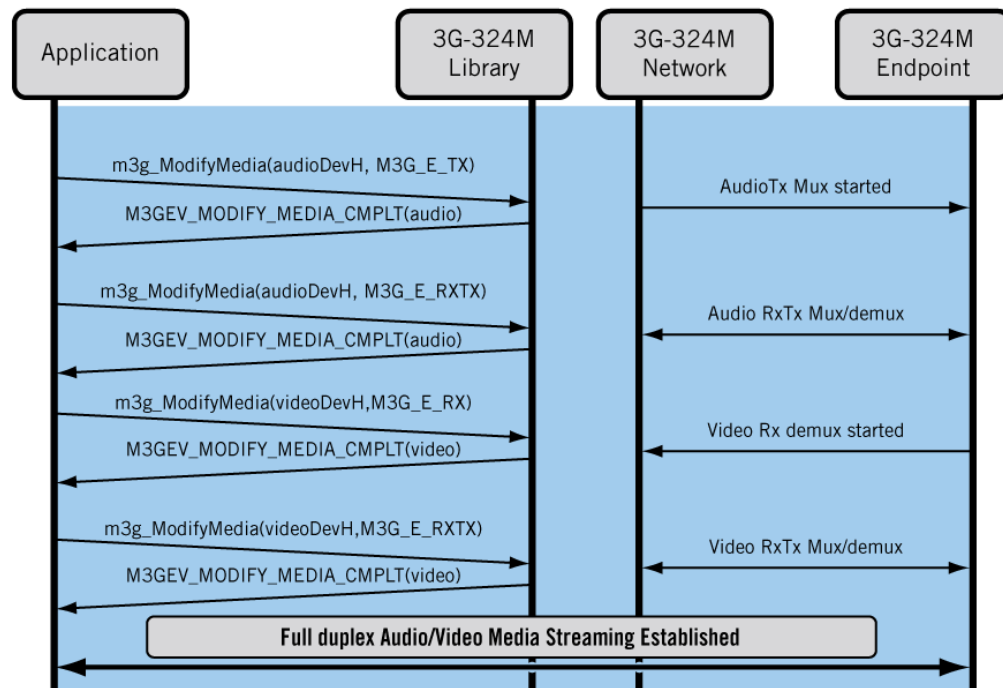 Application
3G-324M
Library
3G-324M
Network
3G-324M
Endpoint
m3g_ModifyMedia(audioDevH, M3G_E_TX)
AudioTx Mux started
M3GEV_MODIFY_MEDIA_CMPLT(audio)
m3g_ModifyMedia(audioDevH, M3G_E_RXTX)
Audio RxTx Mux/demux
M3GEV_MODIFY_MEDIA_CMPLT(audio)
m3g_ModifyMedia(videoDevH,M3G_E_RX)
Video Rx demux started
M3GEV_MODIFY_MEDIA_CMPLT(video)
m3g_ModifyMedia(videoDevH,M3G_E_RXTX)
Video RxTx Mux/demux
M3GEV_MODIFY_MEDIA_CMPLT(video)
Full duplex Audio/Video Media Streaming Established